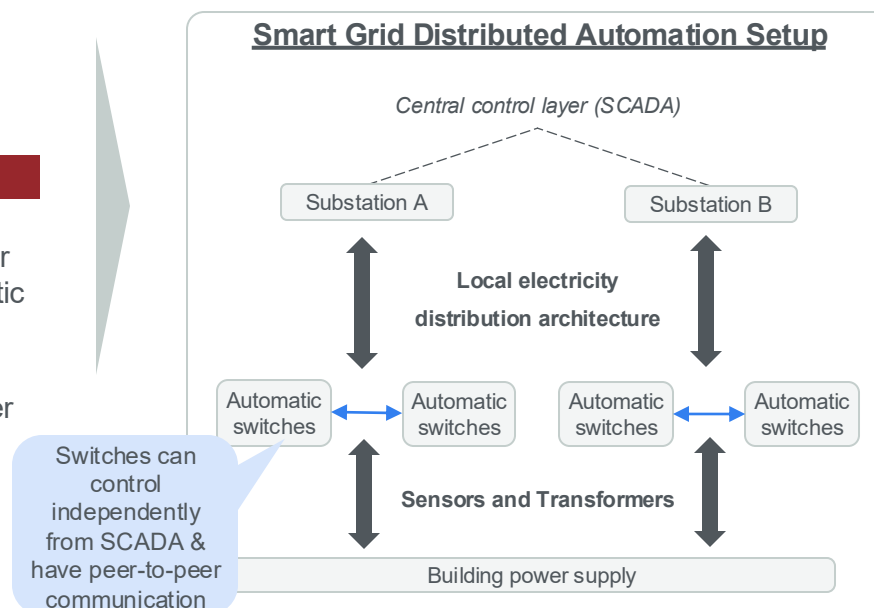 Smart Grid Distributed Automation Setup
Central control layer (SCADA)
Substation A
Substation B
Local electricity
distribution architecture
Automatic
switches
Automatic
switches
Automatic
switches
Automatic
switches
Switches can
control
independently
from SCADA &
have peer-to-peer
communication
Sensors and Transformers
Building power supply